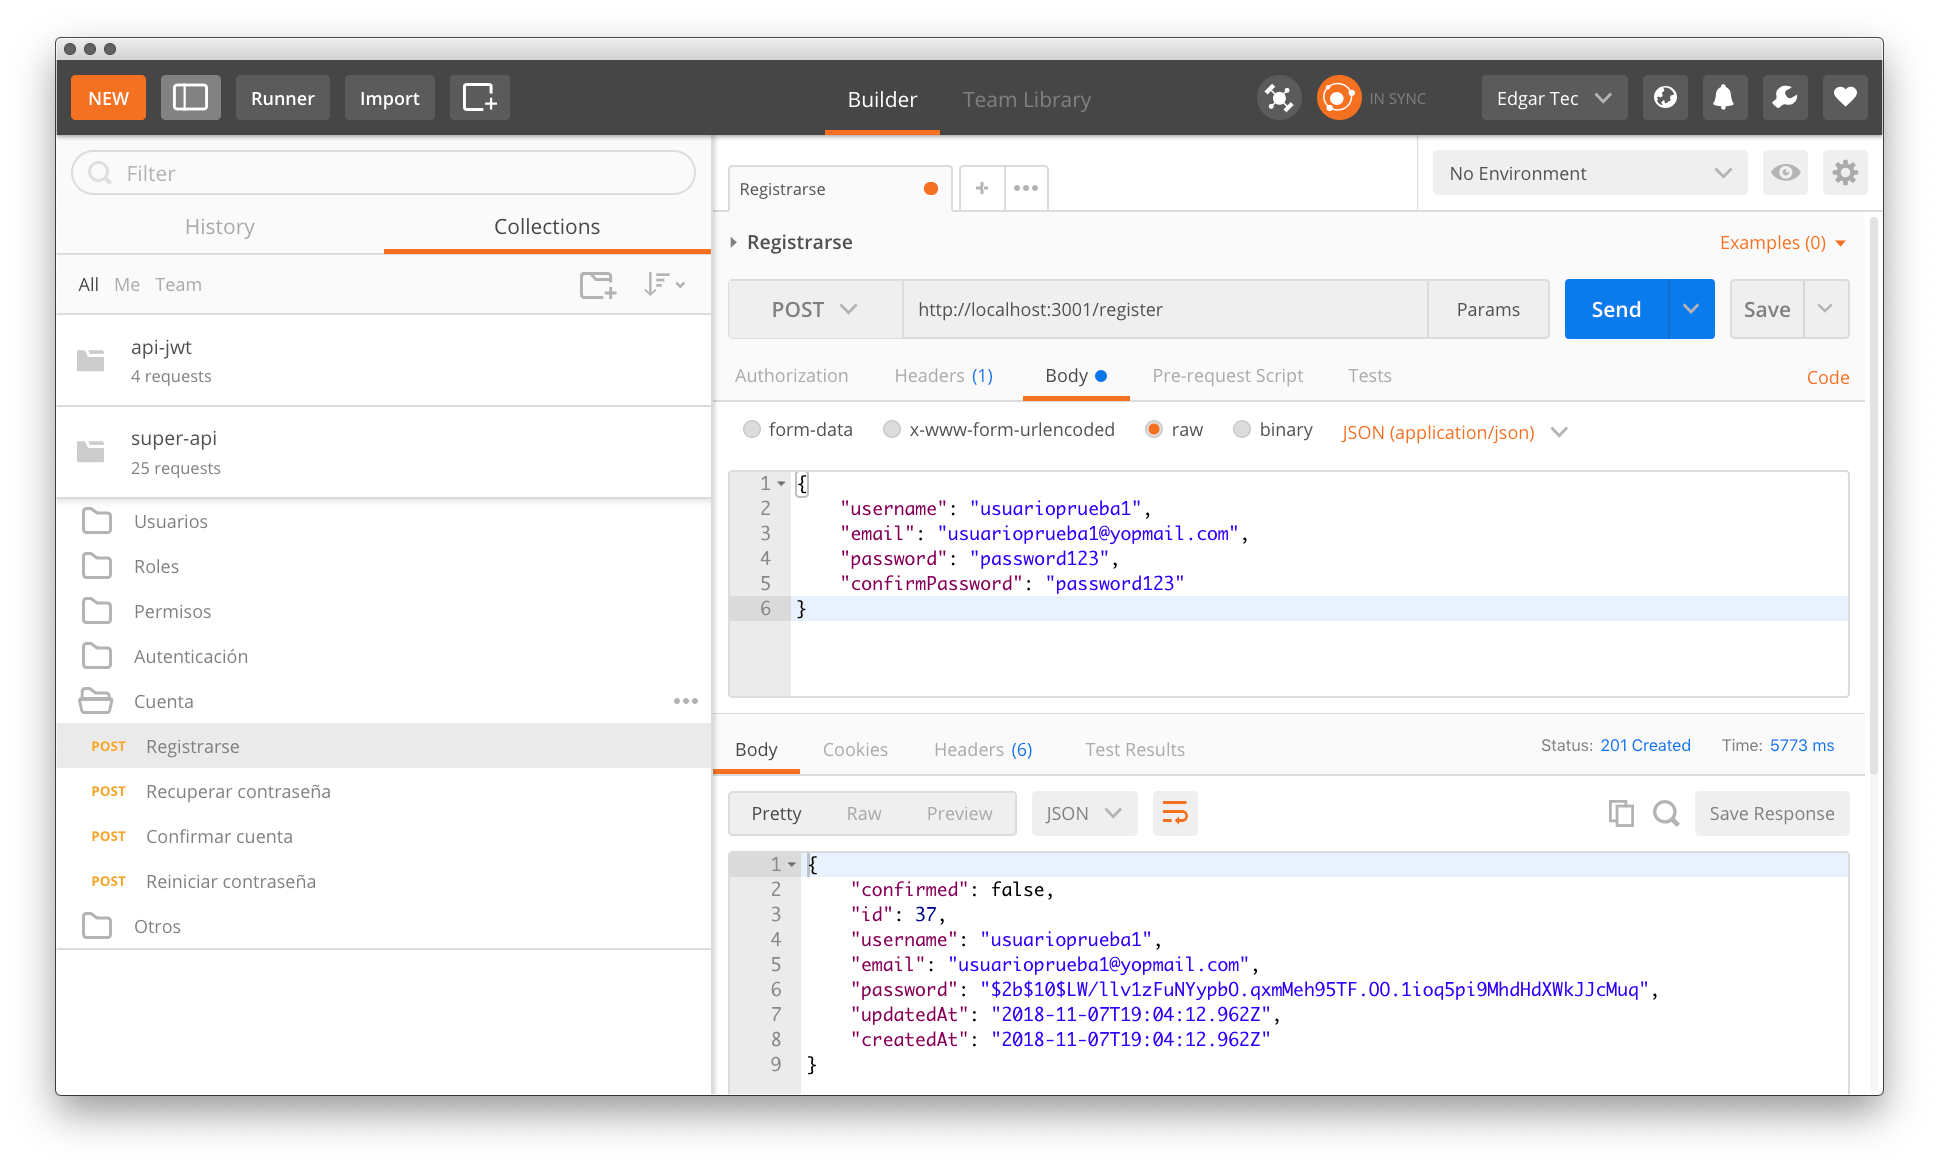 NEW
Runner
Import
Builder
Team Library
IN SYNC
Edgar Tec
Filter
History
Collections
All Me Team
api-jwt
4 requests
super-api
25 requests
Usuarios
Roles
Permisos
Autenticación
Cuenta
POST Registrarse
POST Recuperar contraseña
POST Confirmar cuenta
POST Reiniciar contraseña
Otros
Registrarse
No Environment
Registrarse
Examples (0)
POST
http://localhost:3001/register
Params
Send
Save
Authorization
Headers (1)
Body
Pre-request Script
Tests
Code
form-data
x-www-form-urlencoded
raw
binary
JSON (application/json)
1 {
2 "username": "usuarioprueba1",
3 "email": "usuarioprueba1@yopmail.com",
4 "password": "password123",
5 "confirmPassword": "password123"
6 }
Body
Cookies
Headers (6)
Test Results
Status: 201 Created
Time: 5773 ms
Pretty
Raw
Preview
JSON
Save Response
1 {
2 "confirmed": false,
3 "id": 37,
4 "username": "usuarioprueba1",
5 "email": "usuarioprueba1@yopmail.com",
6 "password": "$2b$10$LW/llv1zFuNYypbO.qxmMeh95TF.OO.1ioq5pi9MhdHdXWkJJcMuq",
7 "updatedAt": "2018-11-07T19:04:12.962Z",
8 "createdAt": "2018-11-07T19:04:12.962Z"
9 }